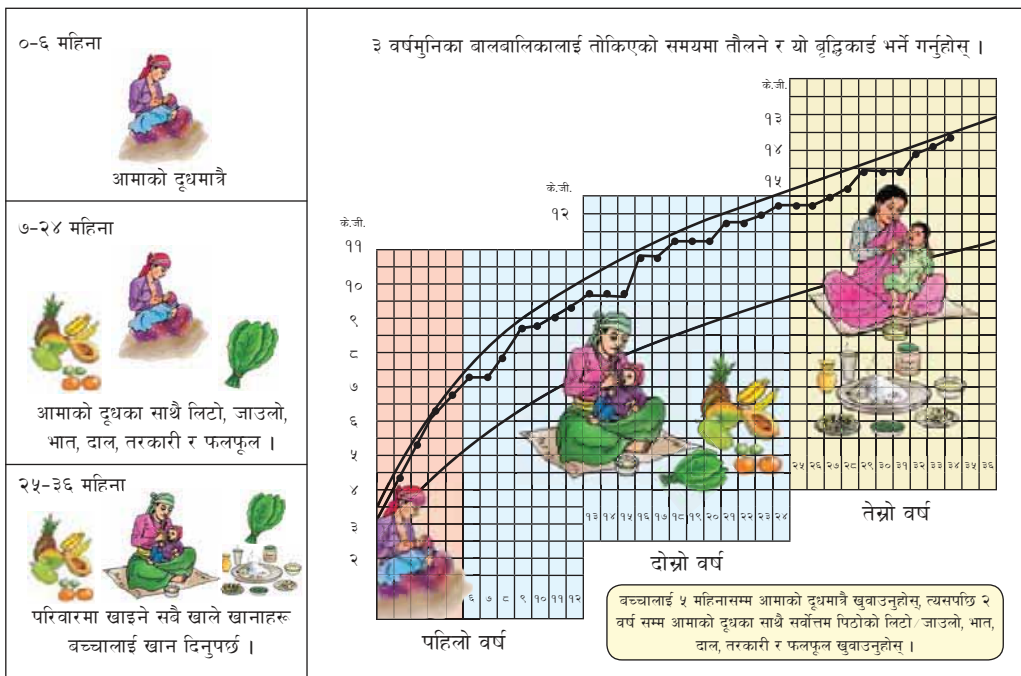 ०-६ महिना
आमाको दूधमात्रै
७-२४ महिना
आमाको दूधका साथै लिटो, जाउलो,
भात, दाल, तरकारी र फलफूल ।
२५-३६ महिना
परिवारमा खाइने सबै खाले खानाहरू
बच्चालाई खान दिनुपर्छ ।
३ वर्षमुनिका बालबालिकालाई तोकिएको समयमा तौलने र यो बृद्धिकार्ड भर्ने गर्नुहोस् ।
के.जी.
१३
१४
१५
के.जी.
१२
के.जी.
११
१०
९
८
७
६
५
४
३
२
६ ७ ८ ९ १० ११ १२
पहिलो वर्ष
१३ १४ १५ १६ १७ १८ १९ २० २१ २२ २३ २४
दोस्रो वर्ष
२५ २६ २७ २८ २९ ३० ३१ ३२ ३३ ३४ ३५ ३६
तेस्रो वर्ष
बच्चालाई ५ महिनासम्म आमाको दूधमात्रै खुवाउनुहोस्, त्यसपछि २
वर्ष सम्म आमाको दूधका साथै सर्वोत्तम पिठोको लिटो/जाउलो, भात,
दाल, तरकारी र फलफूल खुवाउनुहोस् ।